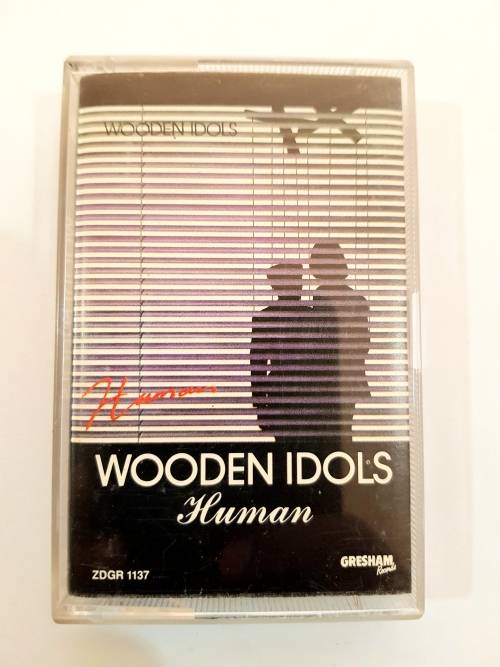 WOODEN IDOLS
Human
WOODEN IDOLS
Human
ZDGR 1137
GRESHAM
Records